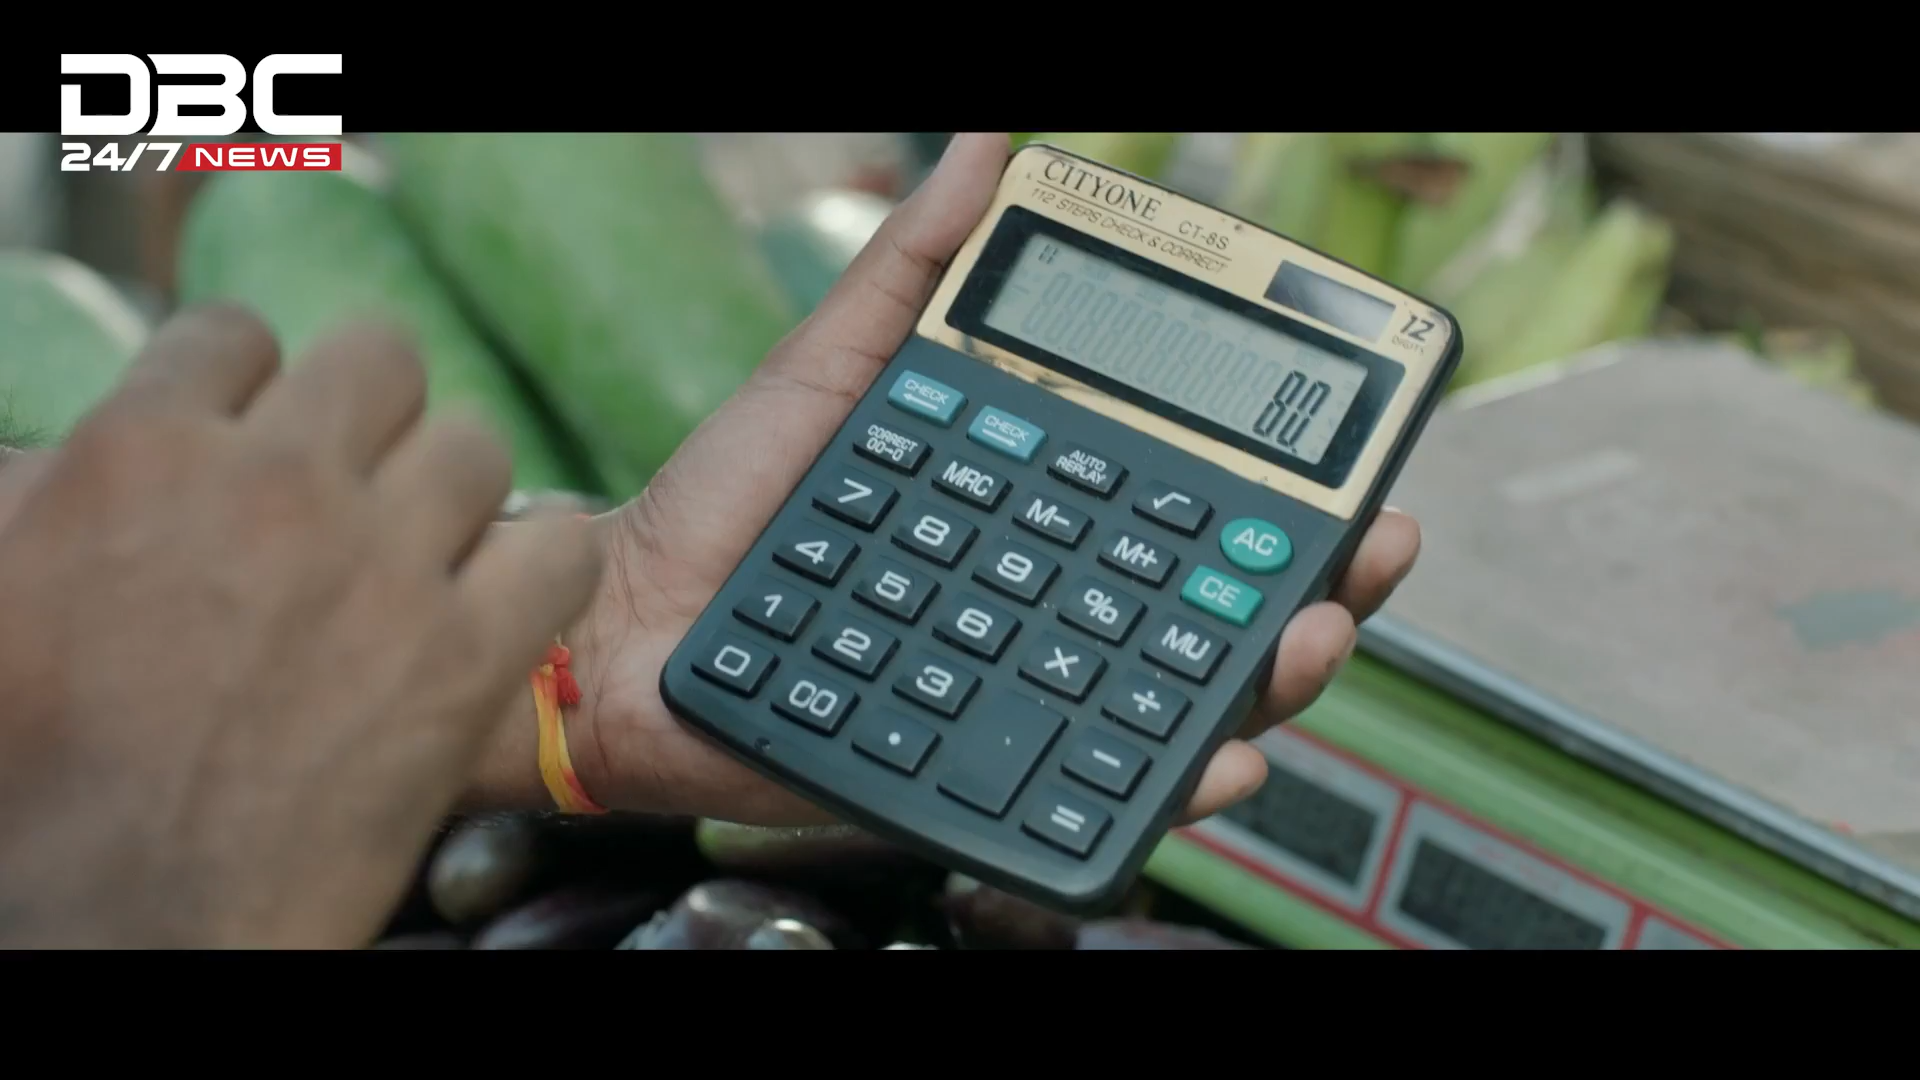 DBC
24/7 NEWS
CITYONE
CT-8S
112 STEPS CHECK & CORRECT
12
DIGITS
80
CHECK
CHECK
CORRECT
00→0
AUTO
REPLAY
√
AC
MRC
M−
M+
CE
7
8
9
%
MU
4
5
6
×
÷
1
2
3
−
0
00
.
=